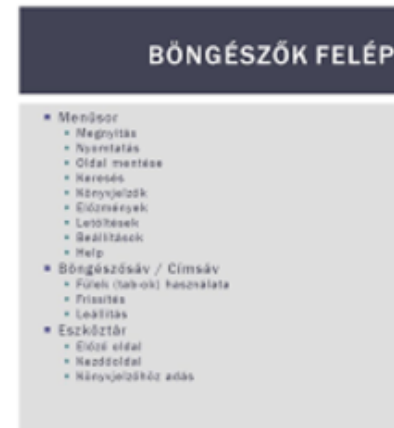 BÖNGÉSZŐK FELÉP
Menüsor
Megnyitás
Nyomtatás
Oldal mentése
Keresés
Könyvjelzők
Előzmények
Letöltések
Beállítások
Help
Böngészősáv / Címsáv
Fülek (tab-ok) használata
Frissítés
Leállítás
Eszköztár
Előző oldal
Kezdőoldal
Könyvjelzőhöz adás